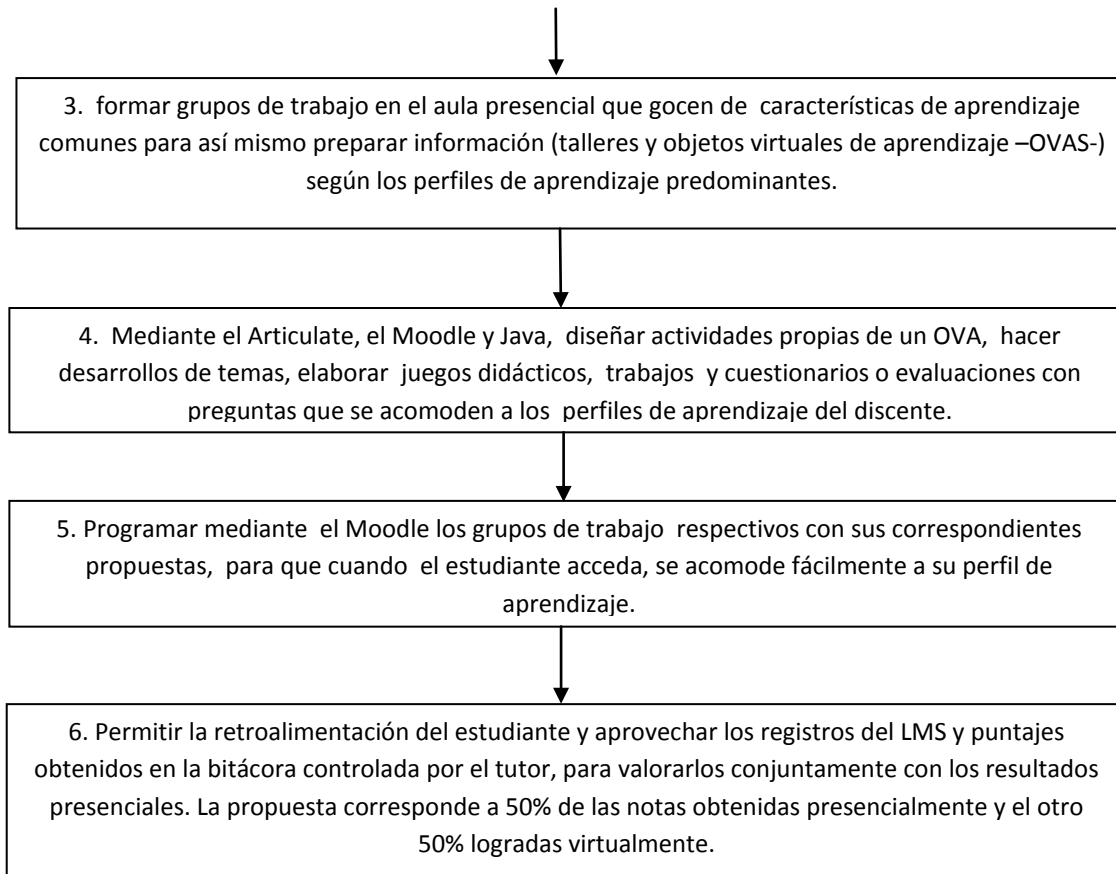 3. formar grupos de trabajo en el aula presencial que gocen de características de aprendizaje
comunes para así mismo preparar información (talleres y objetos virtuales de aprendizaje –OVAS-)
según los perfiles de aprendizaje predominantes.
4. Mediante el Articulate, el Moodle y Java, diseñar actividades propias de un OVA, hacer
desarrollos de temas, elaborar juegos didácticos, trabajos y cuestionarios o evaluaciones con
preguntas que se acomoden a los perfiles de aprendizaje del discente.
5. Programar mediante el Moodle los grupos de trabajo respectivos con sus correspondientes
propuestas, para que cuando el estudiante acceda, se acomode fácilmente a su perfil de
aprendizaje.
6. Permitir la retroalimentación del estudiante y aprovechar los registros del LMS y puntajes
obtenidos en la bitácora controlada por el tutor, para valorarlos conjuntamente con los resultados
presenciales. La propuesta corresponde a 50% de las notas obtenidas presencialmente y el otro
50% logradas virtualmente.